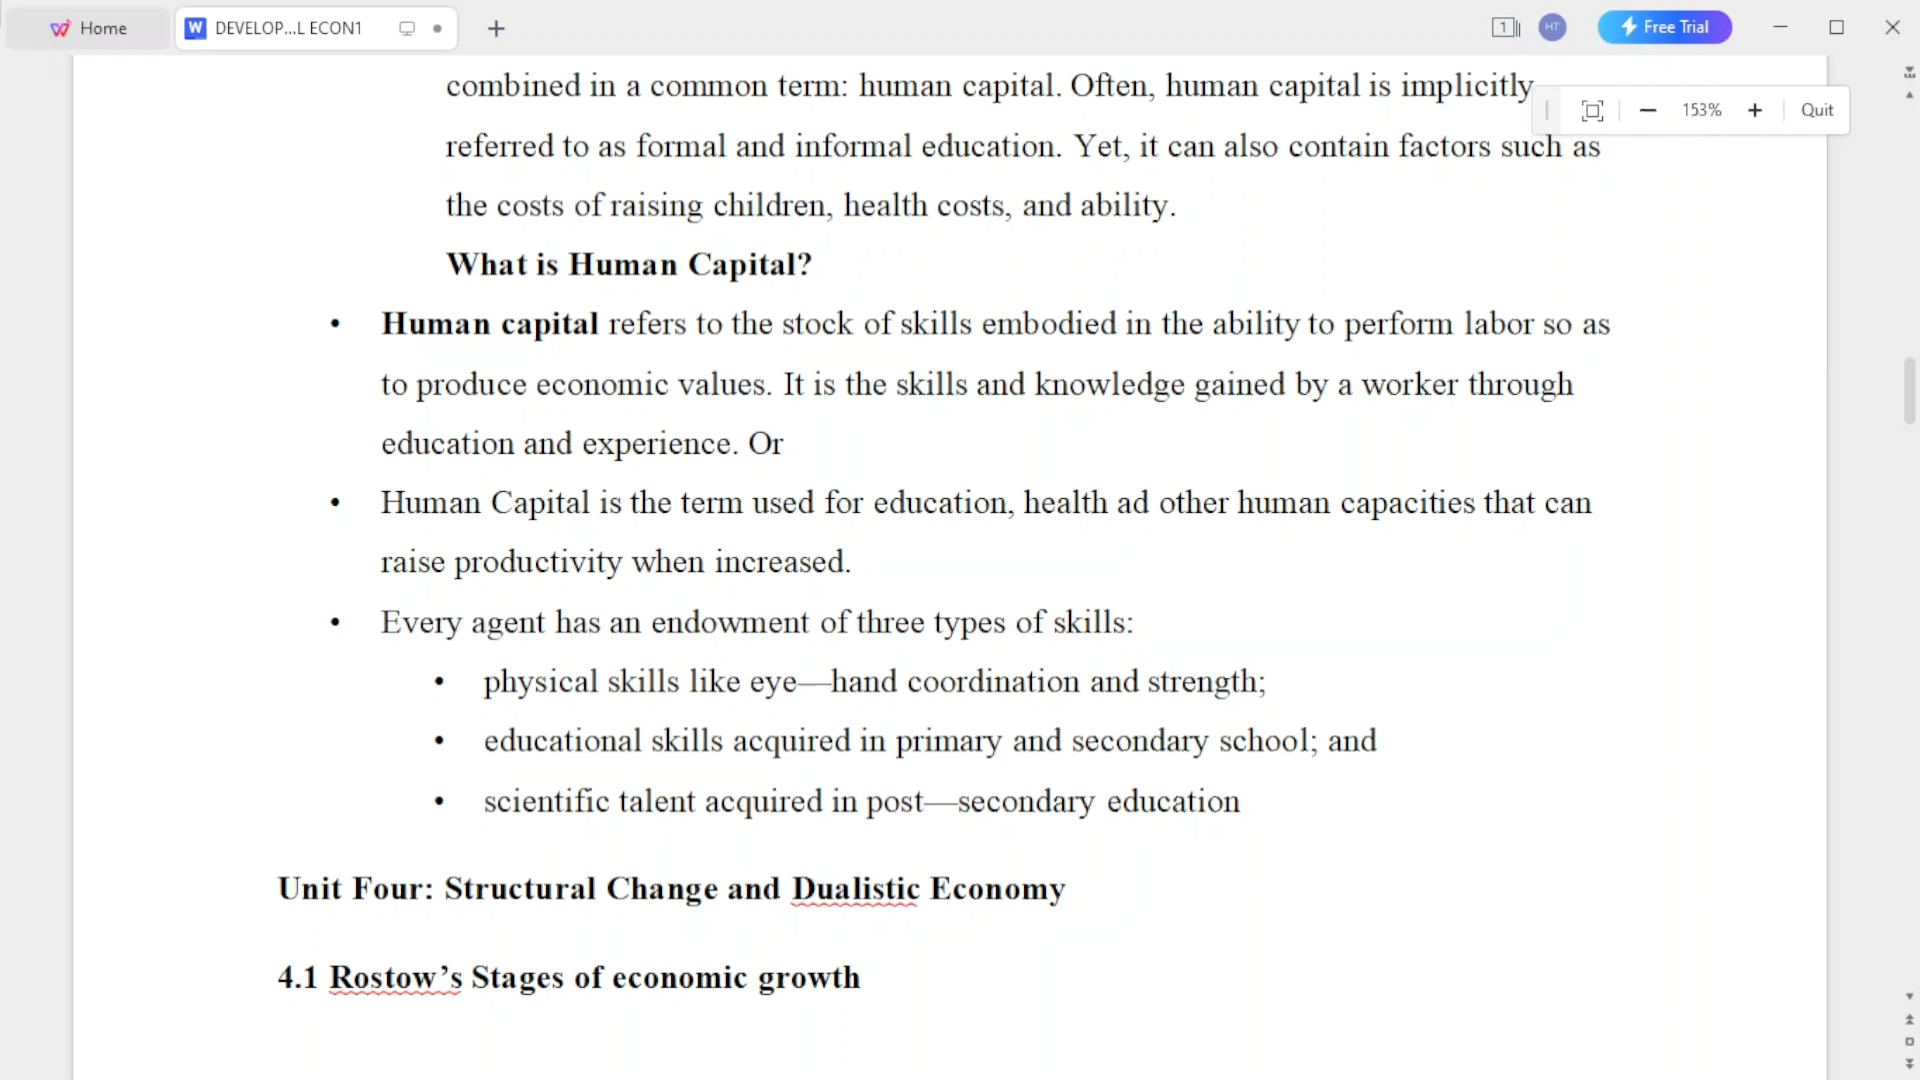 Home
DEVELOP...L ECON1
1
HT
Free Trial
combined in a common term: human capital. Often, human capital is implicitly
153%
Quit
referred to as formal and informal education. Yet, it can also contain factors such as
the costs of raising children, health costs, and ability.
What is Human Capital?
• Human capital refers to the stock of skills embodied in the ability to perform labor so as
to produce economic values. It is the skills and knowledge gained by a worker through
education and experience. Or
• Human Capital is the term used for education, health ad other human capacities that can
raise productivity when increased.
• Every agent has an endowment of three types of skills:
• physical skills like eye—hand coordination and strength;
• educational skills acquired in primary and secondary school; and
• scientific talent acquired in post—secondary education
Unit Four: Structural Change and Dualistic Economy
4.1 Rostow’s Stages of economic growth